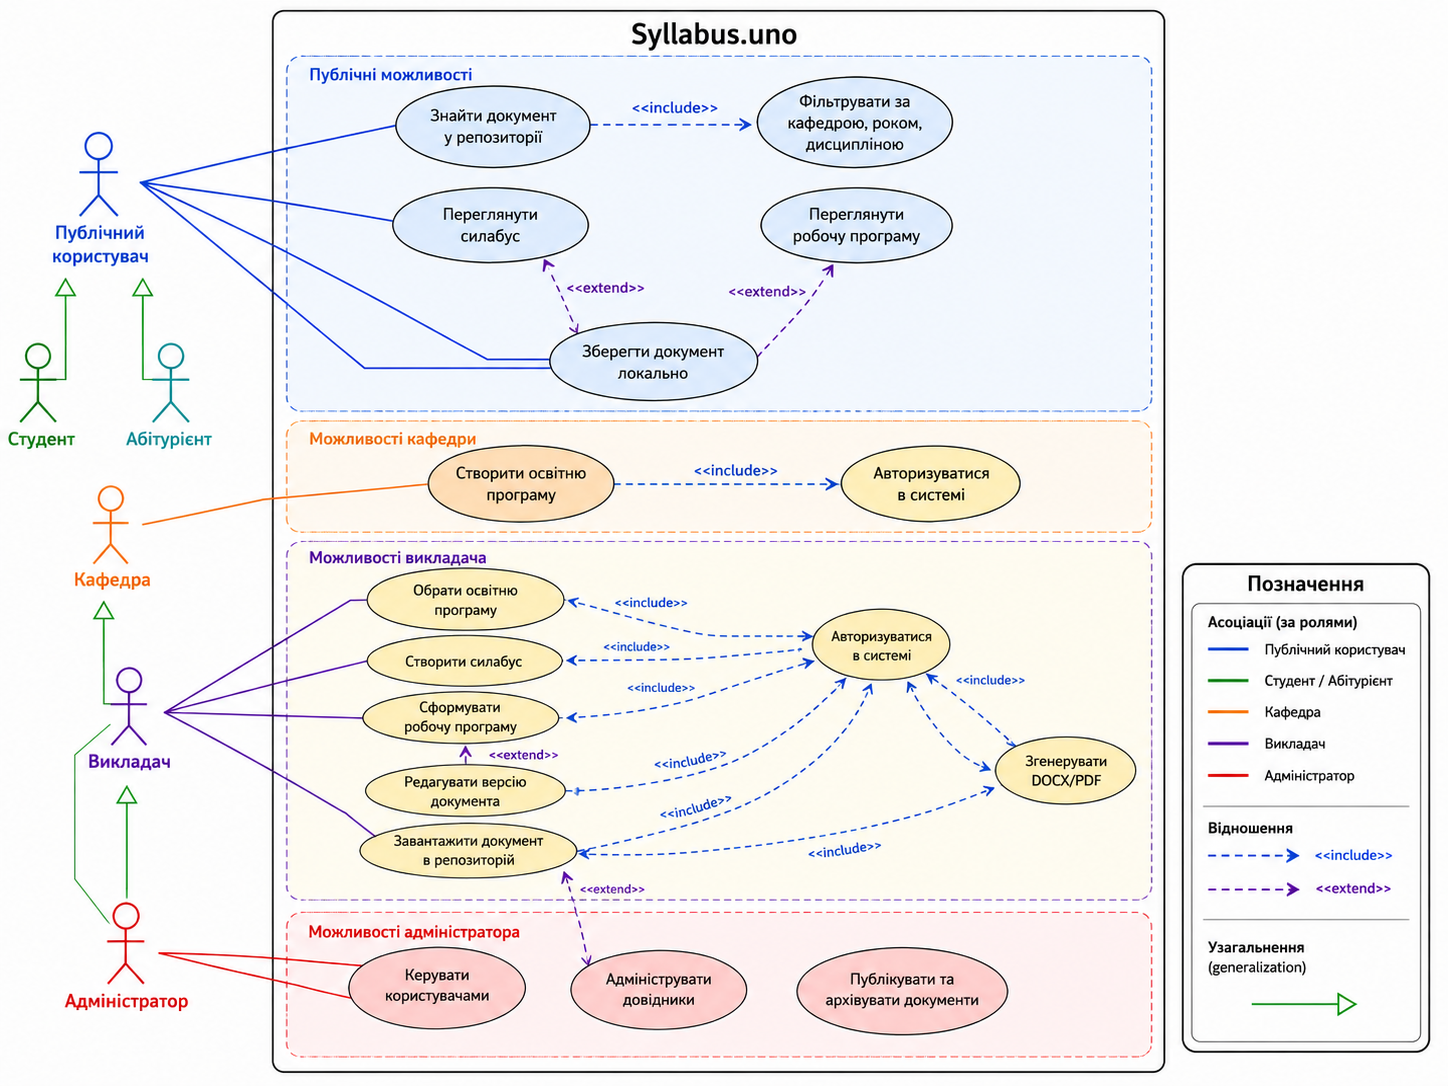 Syllabus.uno
Публічні можливості
Знайти документ
у репозиторії
<<include>>
Фільтрувати за
кафедрою, роком,
дисципліною
Публічний
користувач
Переглянути
силабус
Переглянути
робочу програму
<<extend>>
<<extend>>
Зберегти документ
локально
Студент
Абітурієнт
Можливості кафедри
Створити освітню
програму
<<include>>
Авторизуватися
в системі
Кафедра
Можливості викладача
Обрати освітню
програму
<<include>>
Створити силабус
<<include>>
Авторизуватися
в системі
Сформувати
робочу програму
<<include>>
<<include>>
<<extend>>
Редагувати версію
документа
<<include>>
Згенерувати
DOCX/PDF
Завантажити документ
в репозиторій
<<include>>
<<include>>
Викладач
<<extend>>
Можливості адміністратора
Керувати
користувачами
Адмініструвати
довідники
Публікувати та
архівувати документи
Адміністратор
Позначення
Асоціації (за ролями)
Публічний користувач
Студент / Абітурієнт
Кафедра
Викладач
Адміністратор
Відношення
<<include>>
<<extend>>
Узагальнення
(generalization)